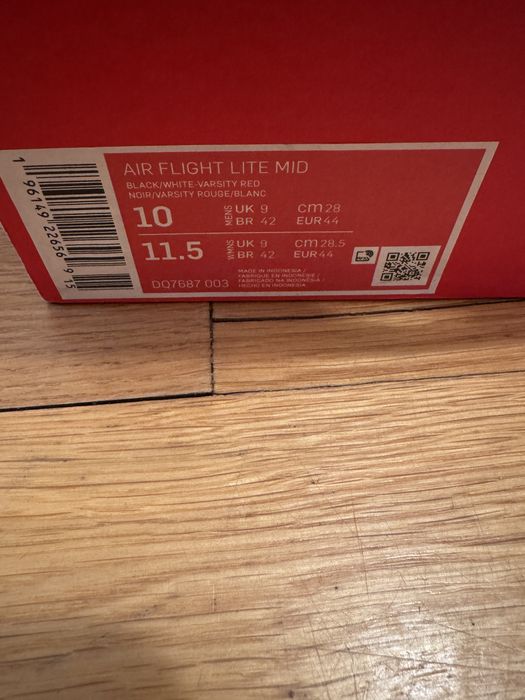 AIR FLIGHT LITE MID
BLACK/WHITE-VARSITY RED
NOIR/VARSITY ROUGE/BLANC
10 MENS UK 9 CM 28
BR 42 EUR 44
11.5 WMNS UK 9 CM 28.5
BR 42 EUR 44
DQ7687 003
MADE IN INDONESIA /
FABRIQUE EN INDONESIE /
FABRICADO NA INDONÉSIA /
HECHO EN INDONESIA
1 96149 22656 9 15